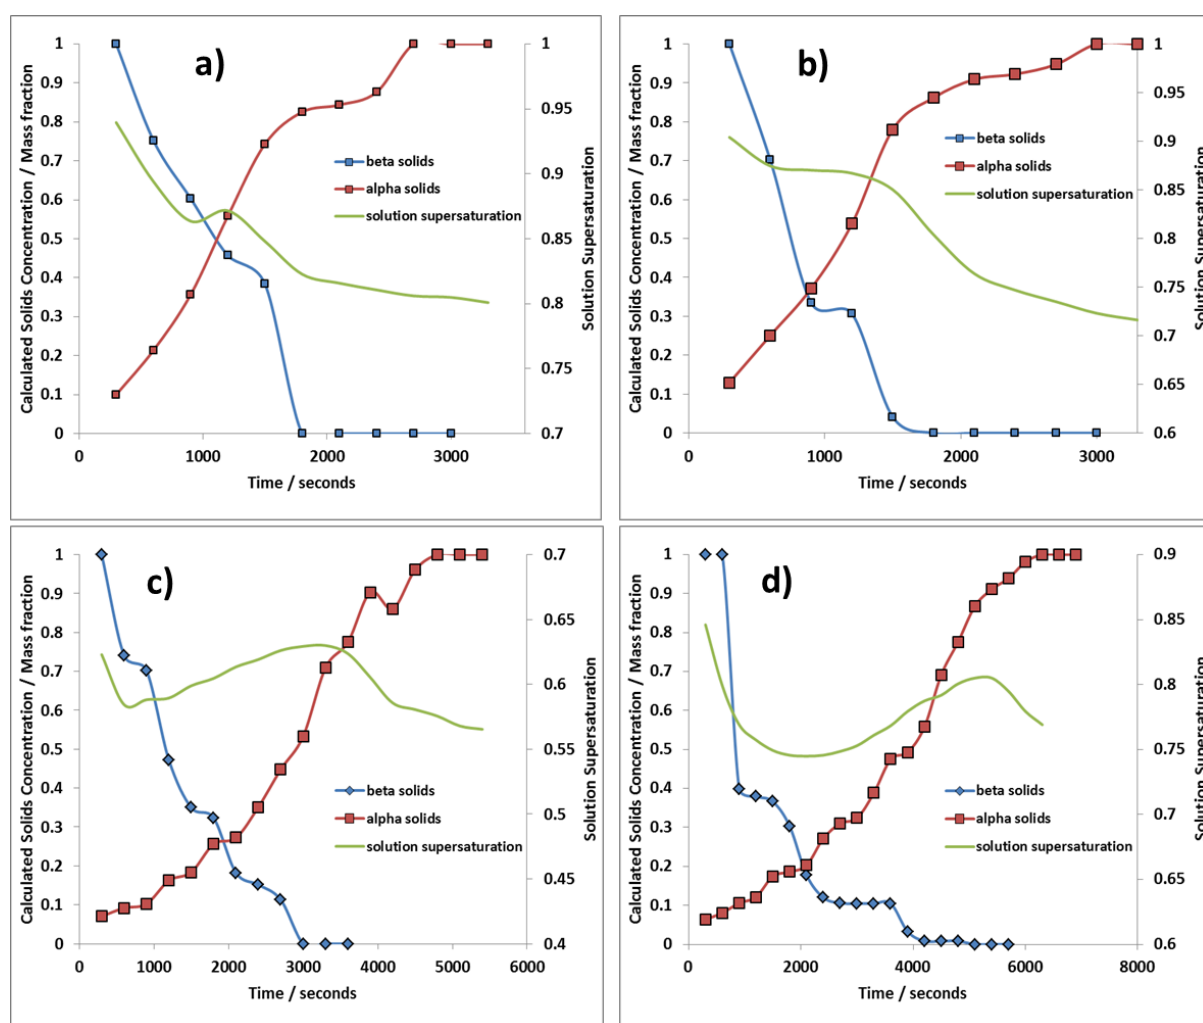 a)
Calculated Solids Concentration / Mass fraction
1
0.9
0.8
0.7
0.6
0.5
0.4
0.3
0.2
0.1
0
0 1000 2000 3000
Time / seconds
beta solids
alpha solids
solution supersaturation
1
0.95
0.9
0.85
0.8
0.75
0.7
Solution Supersaturation
b)
Calculated Solids Concentration / Mass fraction
1
0.9
0.8
0.7
0.6
0.5
0.4
0.3
0.2
0.1
0
0 1000 2000 3000
Time / seconds
beta solids
alpha solids
solution supersaturation
1
0.95
0.9
0.85
0.8
0.75
0.7
0.65
0.6
Solution Supersaturation
c)
Calculated Solids Concentration / Mass fraction
1
0.9
0.8
0.7
0.6
0.5
0.4
0.3
0.2
0.1
0
0 1000 2000 3000 4000 5000 6000
Time / seconds
beta solids
alpha solids
solution supersaturation
0.7
0.65
0.6
0.55
0.5
0.45
0.4
Solution Supersaturation
d)
Calculated Solids Concentration / Mass fraction
1
0.9
0.8
0.7
0.6
0.5
0.4
0.3
0.2
0.1
0
0 2000 4000 6000 8000
Time / seconds
beta solids
alpha solids
solution supersaturation
0.9
0.85
0.8
0.75
0.7
0.65
0.6
Solution Supersaturation